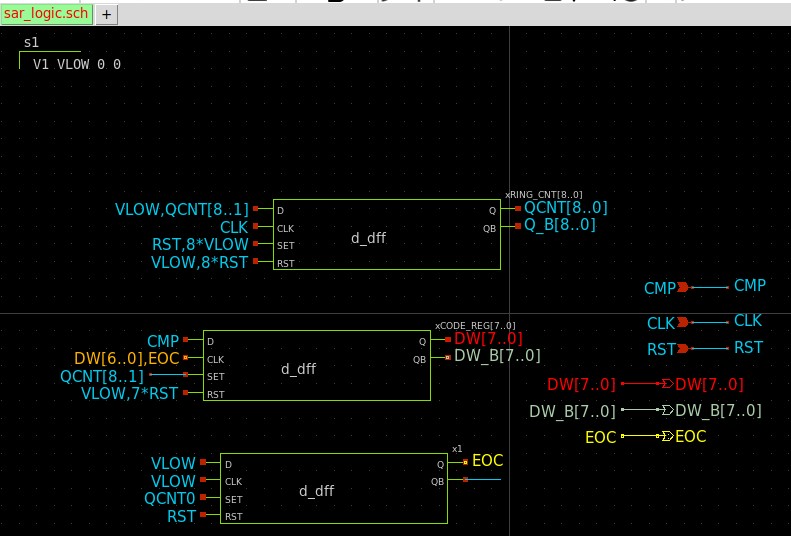 sar_logic.sch +
s1
V1 VLOW 0 0
xRING_CNT[8..0]
VLOW,QCNT[8..1] D Q QCNT[8..0]
CLK CLK d_dff QB Q_B[8..0]
RST,8*VLOW SET
VLOW,8*RST RST
CMP CMP
CLK CLK
RST RST
xCODE_REG[7..0]
CMP D Q DW[7..0]
DW[6..0],EOC CLK d_dff QB DW_B[7..0]
QCNT[8..1] SET
VLOW,7*RST RST
DW[7..0] DW[7..0]
DW_B[7..0] DW_B[7..0]
EOC EOC
x1
VLOW D Q EOC
VLOW CLK d_dff QB
QCNT0 SET
RST RST